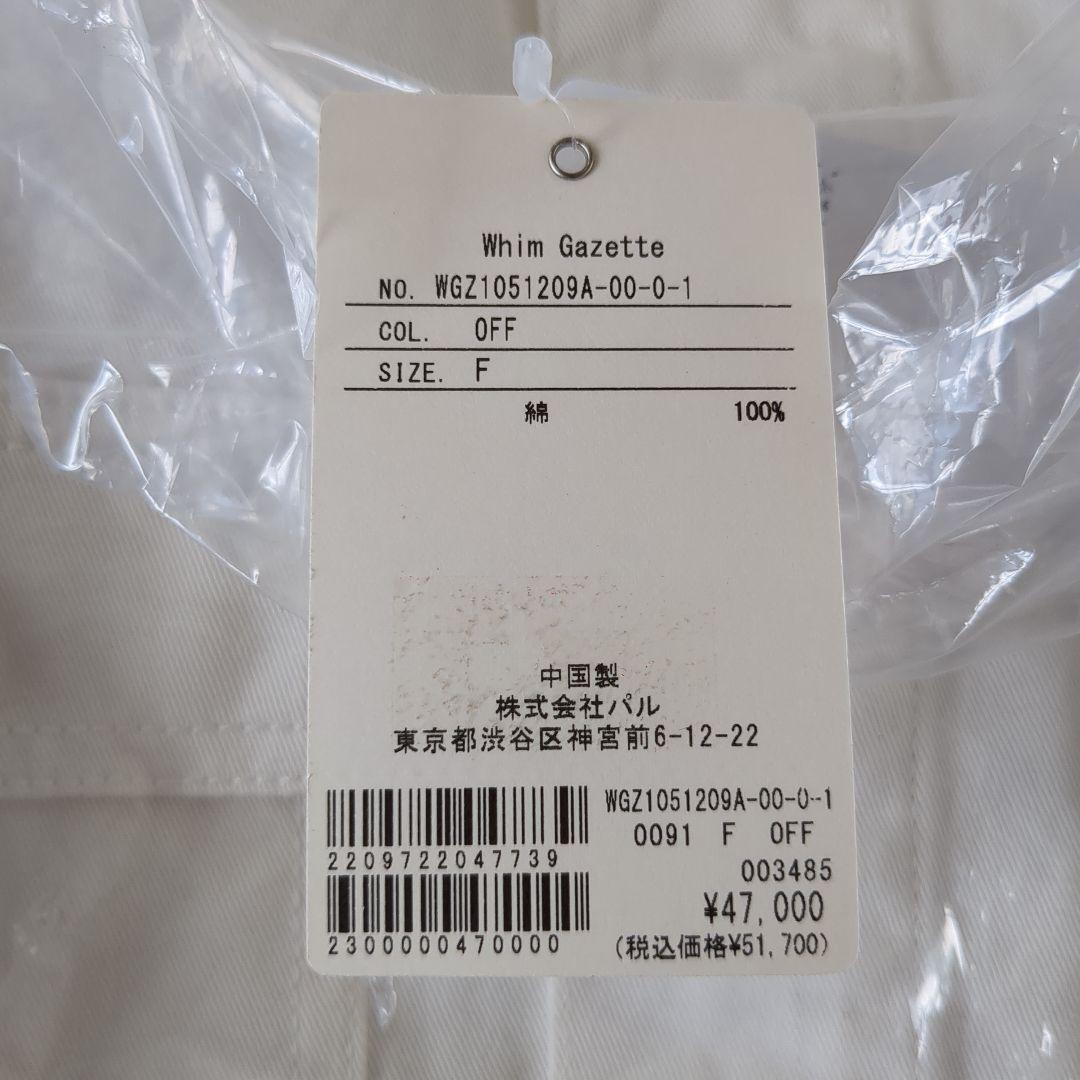 Whim Gazette
NO. WGZ1051209A-00-0-1
COL. OFF
SIZE. F
綿 100%
中国製
株式会社パル
東京都渋谷区神宮前6-12-22
2209722047739
2300000470000
WGZ1051209A-00-0-1
0091 F OFF
003485
¥47,000
(税込価格¥51,700)